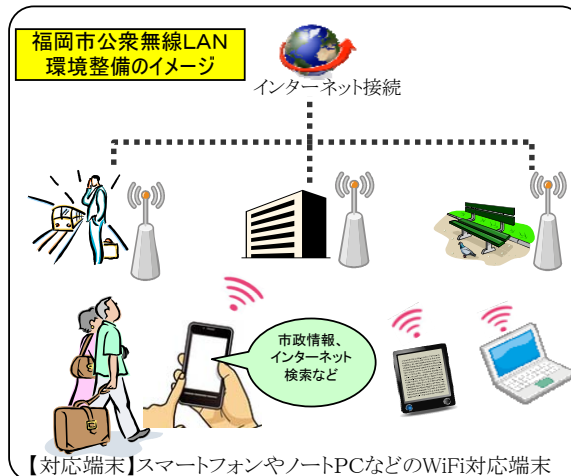 福岡市公衆無線LAN
環境整備のイメージ
インターネット接続
市政情報、
インターネット
検索など
【対応端末】スマートフォンやノートPCなどのWiFi対応端末